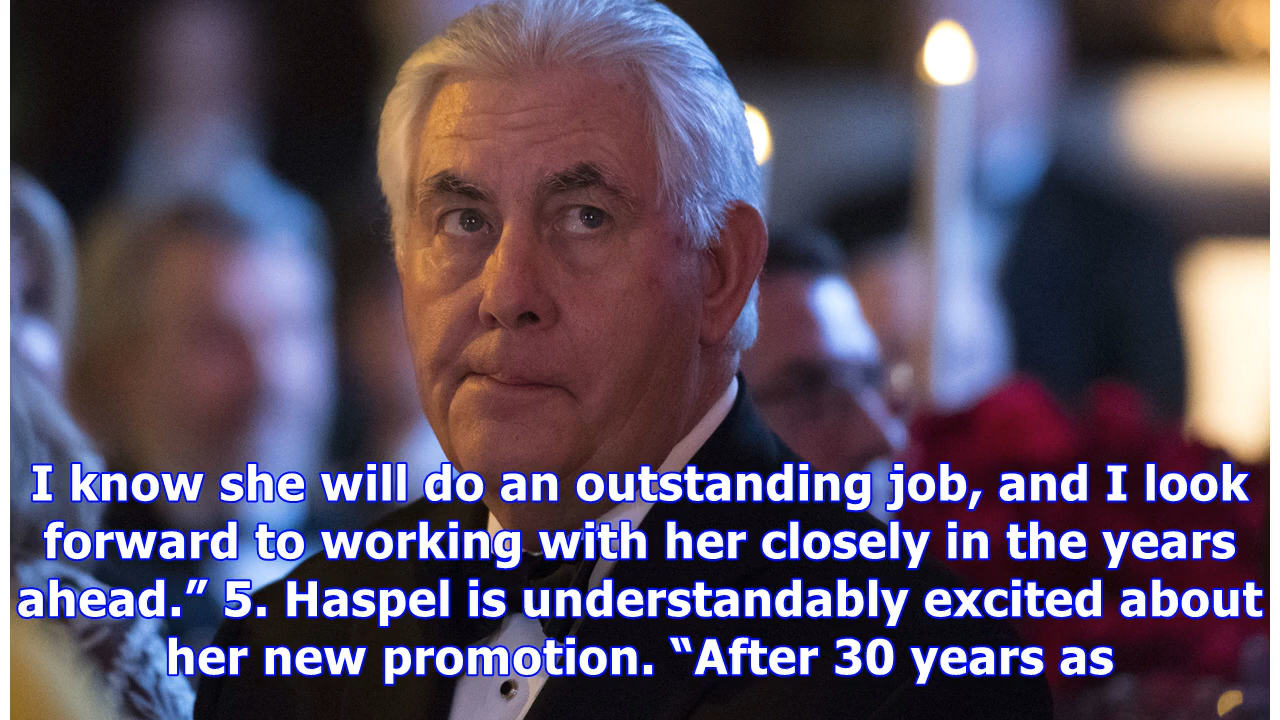 I know she will do an outstanding job, and I look
forward to working with her closely in the years
ahead.” 5. Haspel is understandably excited about
her new promotion. “After 30 years as